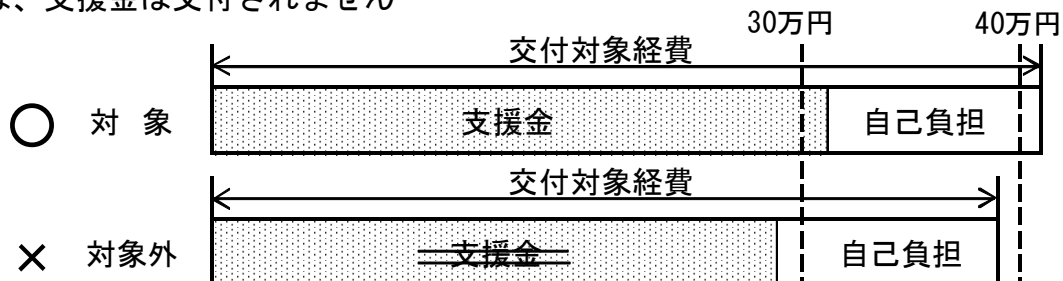 は、支援金は交付されません
30万円 40万円
交付対象経費
○ 対 象 支援金 自己負担
交付対象経費
× 対象外 支援金 自己負担